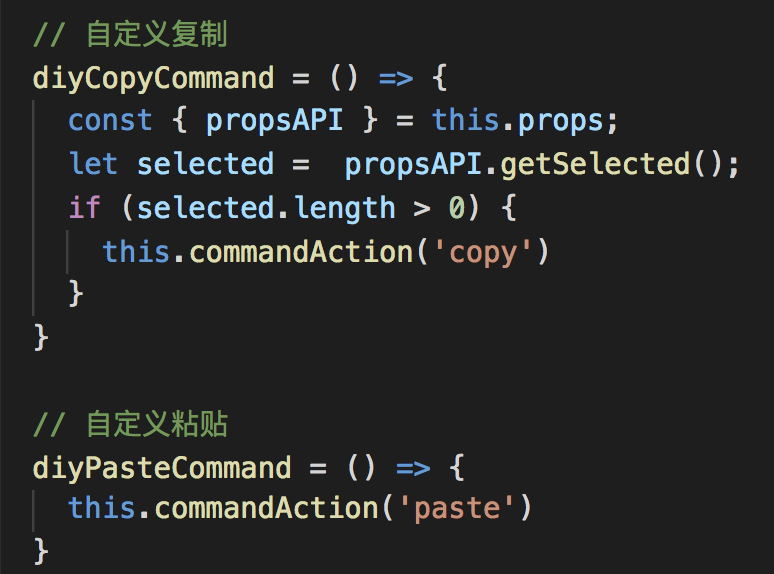 // 自定义复制
diyCopyCommand = () => {
  const { propsAPI } = this.props;
  let selected =  propsAPI.getSelected();
  if (selected.length > 0) {
    this.commandAction('copy')
  }
}

// 自定义粘贴
diyPasteCommand = () => {
  this.commandAction('paste')
}